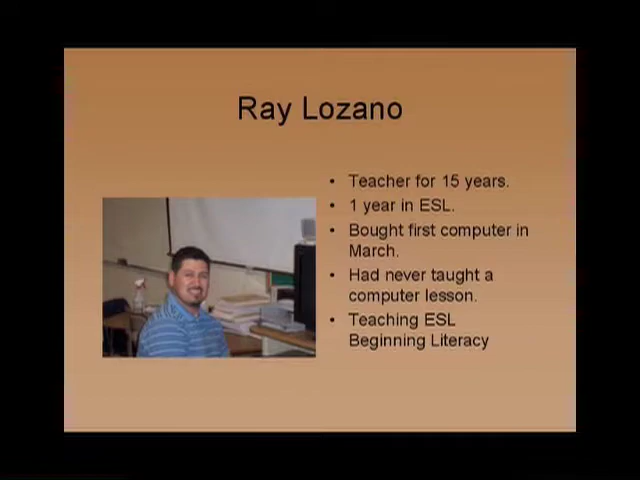 Ray Lozano
• Teacher for 15 years.
• 1 year in ESL.
• Bought first computer in
March.
• Had never taught a
computer lesson.
• Teaching ESL
Beginning Literacy